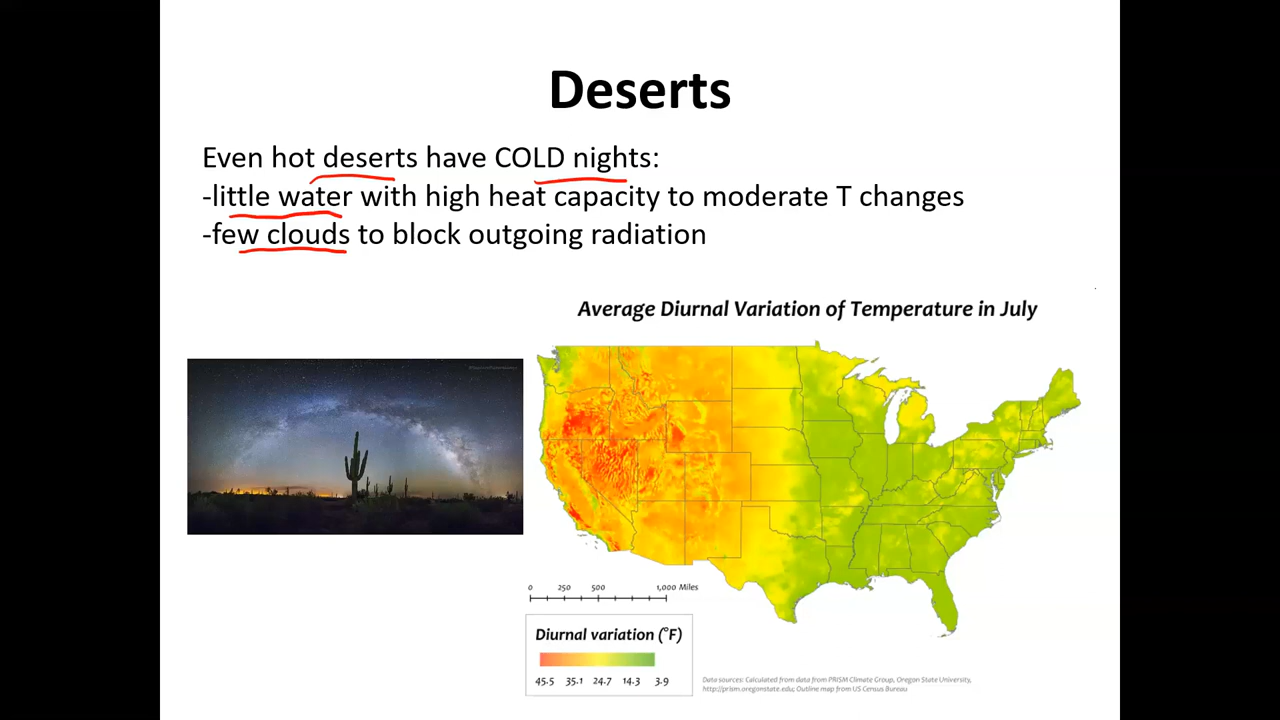 Deserts
Even hot deserts have COLD nights:
-little water with high heat capacity to moderate T changes
-few clouds to block outgoing radiation
Average Diurnal Variation of Temperature in July
0 250 500 1,000 Miles
Diurnal variation (°F)
45.5 35.1 24.7 14.3 3.9
Data sources: Calculated from data from PRISM Climate Group, Oregon State University,
http://prism.oregonstate.edu; Outline map from US Census Bureau